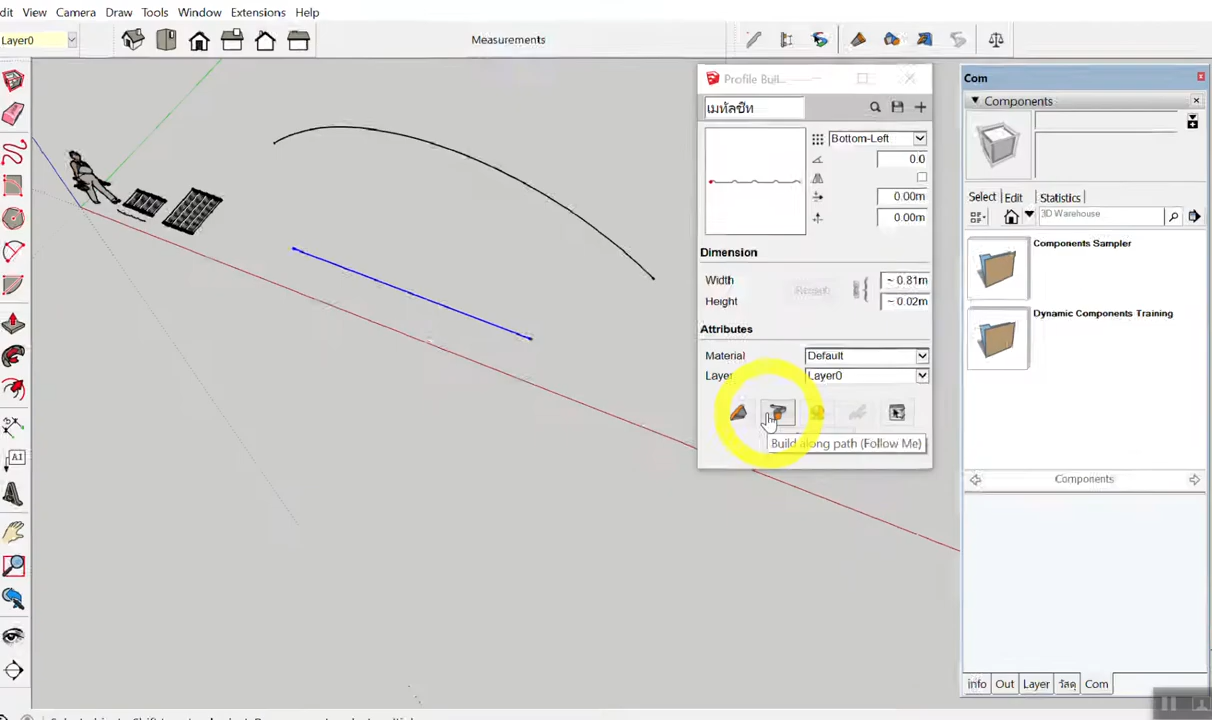 dit View Camera Draw Tools Window Extensions Help
Layer0
Measurements
Profile Buil...
เมทัลชีท
Bottom-Left
0.0
0.00m
0.00m
Dimension
Width ~ 0.81m
Height ~ 0.02m
Attributes
Material Default
Layer Layer0
Build along path (Follow Me)
Com
Components
Select Edit Statistics
3D Warehouse
Components Sampler
Dynamic Components Training
Components
info Out Layer วัสดุ Com
AI